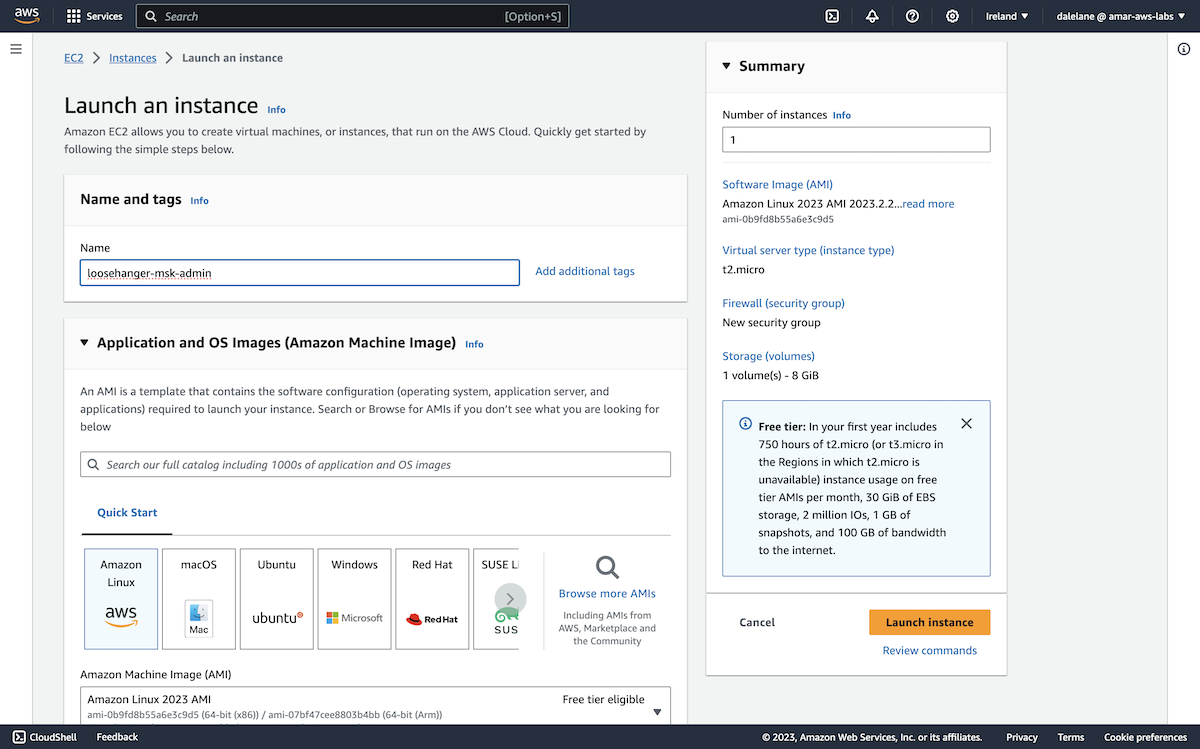 aws Services Search [Option+S] Ireland ▼ dalelane @ amar-aws-labs ▼
EC2 > Instances > Launch an instance
Launch an instance Info
Amazon EC2 allows you to create virtual machines, or instances, that run on the AWS Cloud. Quickly get started by
following the simple steps below.
Name and tags Info
Name
loosehanger-msk-admin
Add additional tags
▼ Application and OS Images (Amazon Machine Image) Info
An AMI is a template that contains the software configuration (operating system, application server, and
applications) required to launch your instance. Search or Browse for AMIs if you don't see what you are looking for
below
Search our full catalog including 1000s of application and OS images
Quick Start
Amazon
Linux
aws
macOS
Mac
Ubuntu
ubuntu
Windows
Microsoft
Red Hat
Red Hat
SUSE Li
SUS
Browse more AMIs
Including AMIs from
AWS, Marketplace and
the Community
Amazon Machine Image (AMI)
Amazon Linux 2023 AMI Free tier eligible
ami-0b9fd8b55a6e3c9d5 (64-bit (x86)) / ami-07bf47cee8803b4bb (64-bit (Arm))
▼ Summary
Number of instances Info
1
Software Image (AMI)
Amazon Linux 2023 AMI 2023.2.2...read more
ami-0b9fd8b55a6e3c9d5
Virtual server type (instance type)
t2.micro
Firewall (security group)
New security group
Storage (volumes)
1 volume(s) - 8 GiB
Free tier: In your first year includes
750 hours of t2.micro (or t3.micro in
the Regions in which t2.micro is
unavailable) instance usage on free
tier AMIs per month, 30 GiB of EBS
storage, 2 million IOs, 1 GB of
snapshots, and 100 GB of bandwidth
to the internet.
Cancel Launch instance
Review commands
CloudShell Feedback © 2023, Amazon Web Services, Inc. or its affiliates. Privacy Terms Cookie preferences